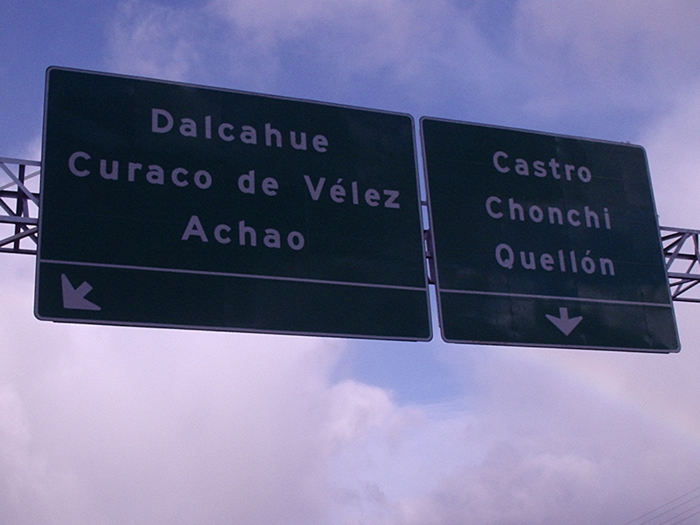 Dalcahue
Curaco de Vélez
Achao
Castro
Chonchi
Quellón